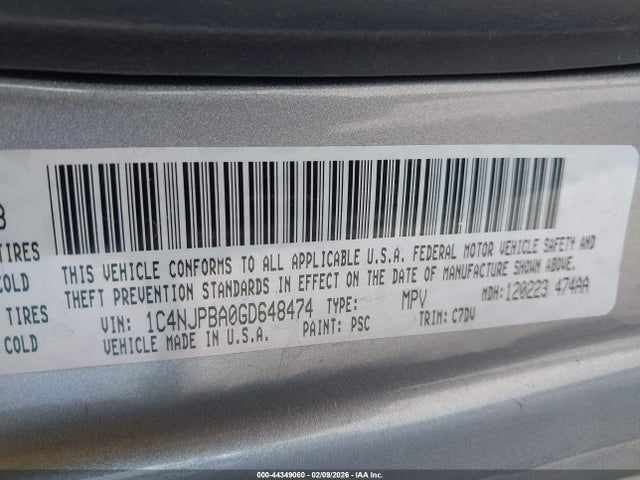 THIS VEHICLE CONFORMS TO ALL APPLICABLE U.S.A. FEDERAL MOTOR VEHICLE SAFETY AND
THEFT PREVENTION STANDARDS IN EFFECT ON THE DATE OF MANUFACTURE SHOWN ABOVE.
VIN: 1C4NJPBA0GD648474 TYPE: MPV MDH:120223 474AA
VEHICLE MADE IN U.S.A. PAINT: PSC TRIM: C7DV
TIRES
COLD
TIRES
COLD
000-44349060 - 02/09/2026 - IAA Inc.